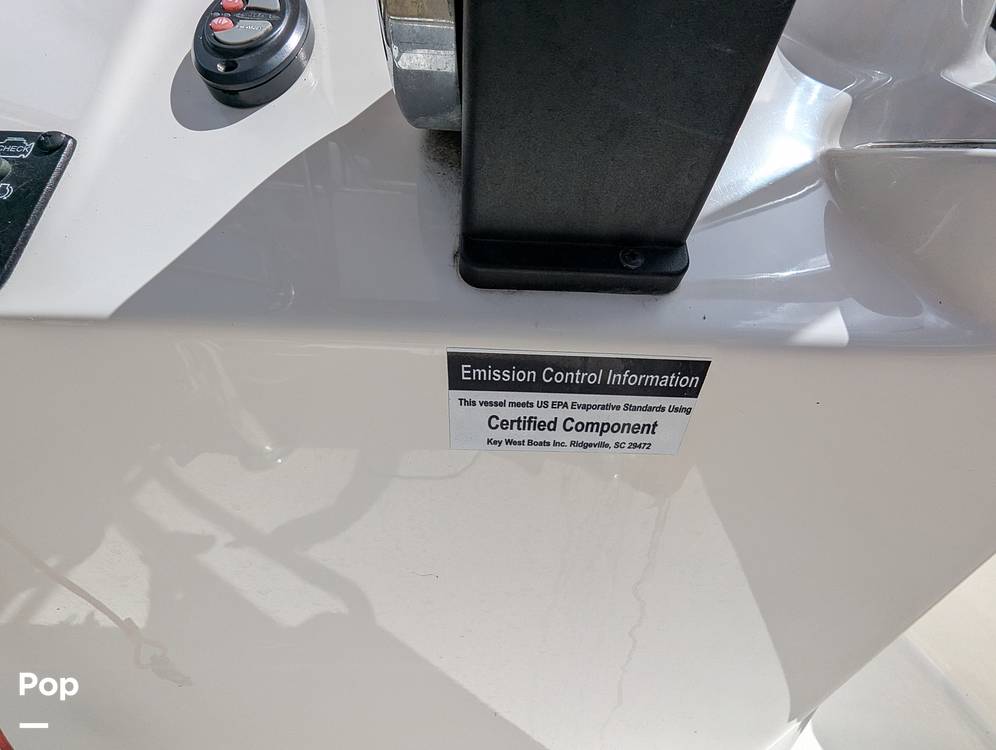 CHECK
Emission Control Information
This vessel meets US EPA Evaporative Standards Using
Certified Component
Key West Boats Inc. Ridgeville, SC 29472
Pop